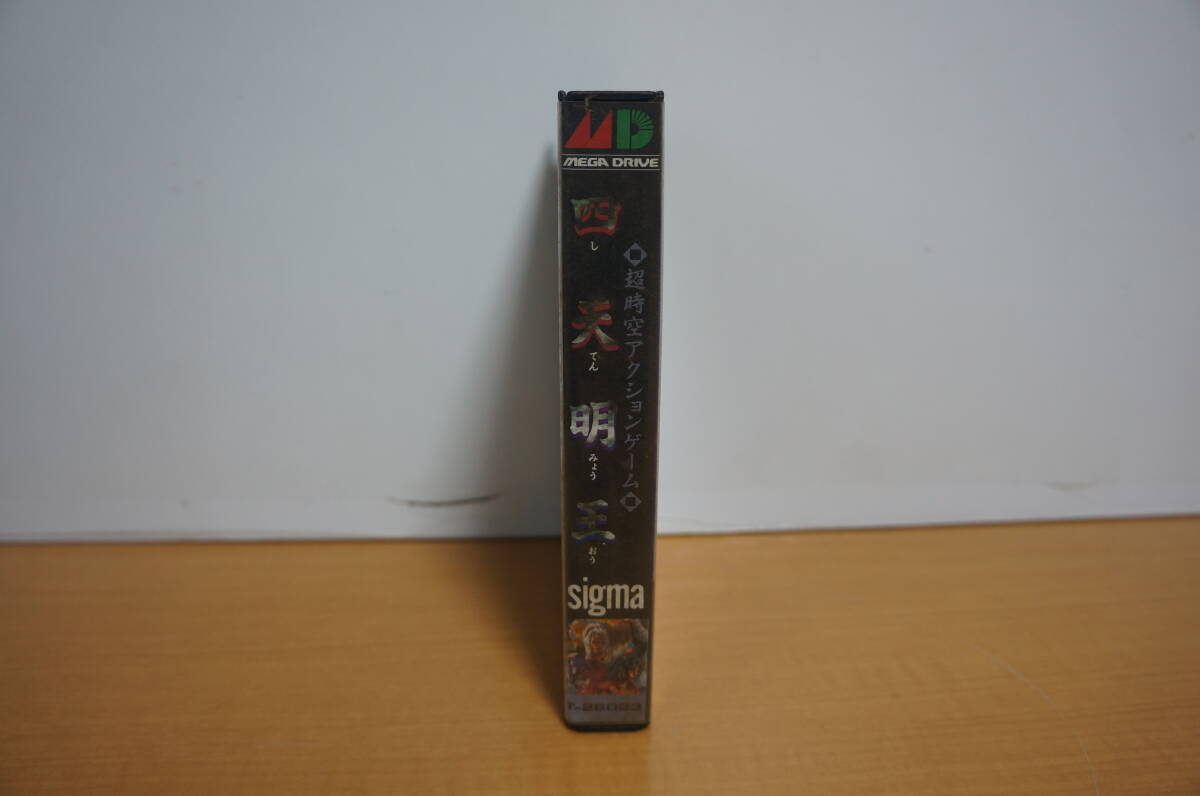 MD
MEGA DRIVE
四天明王
し てん みょう おう
超時空アクションゲーム
sigma
T-28023